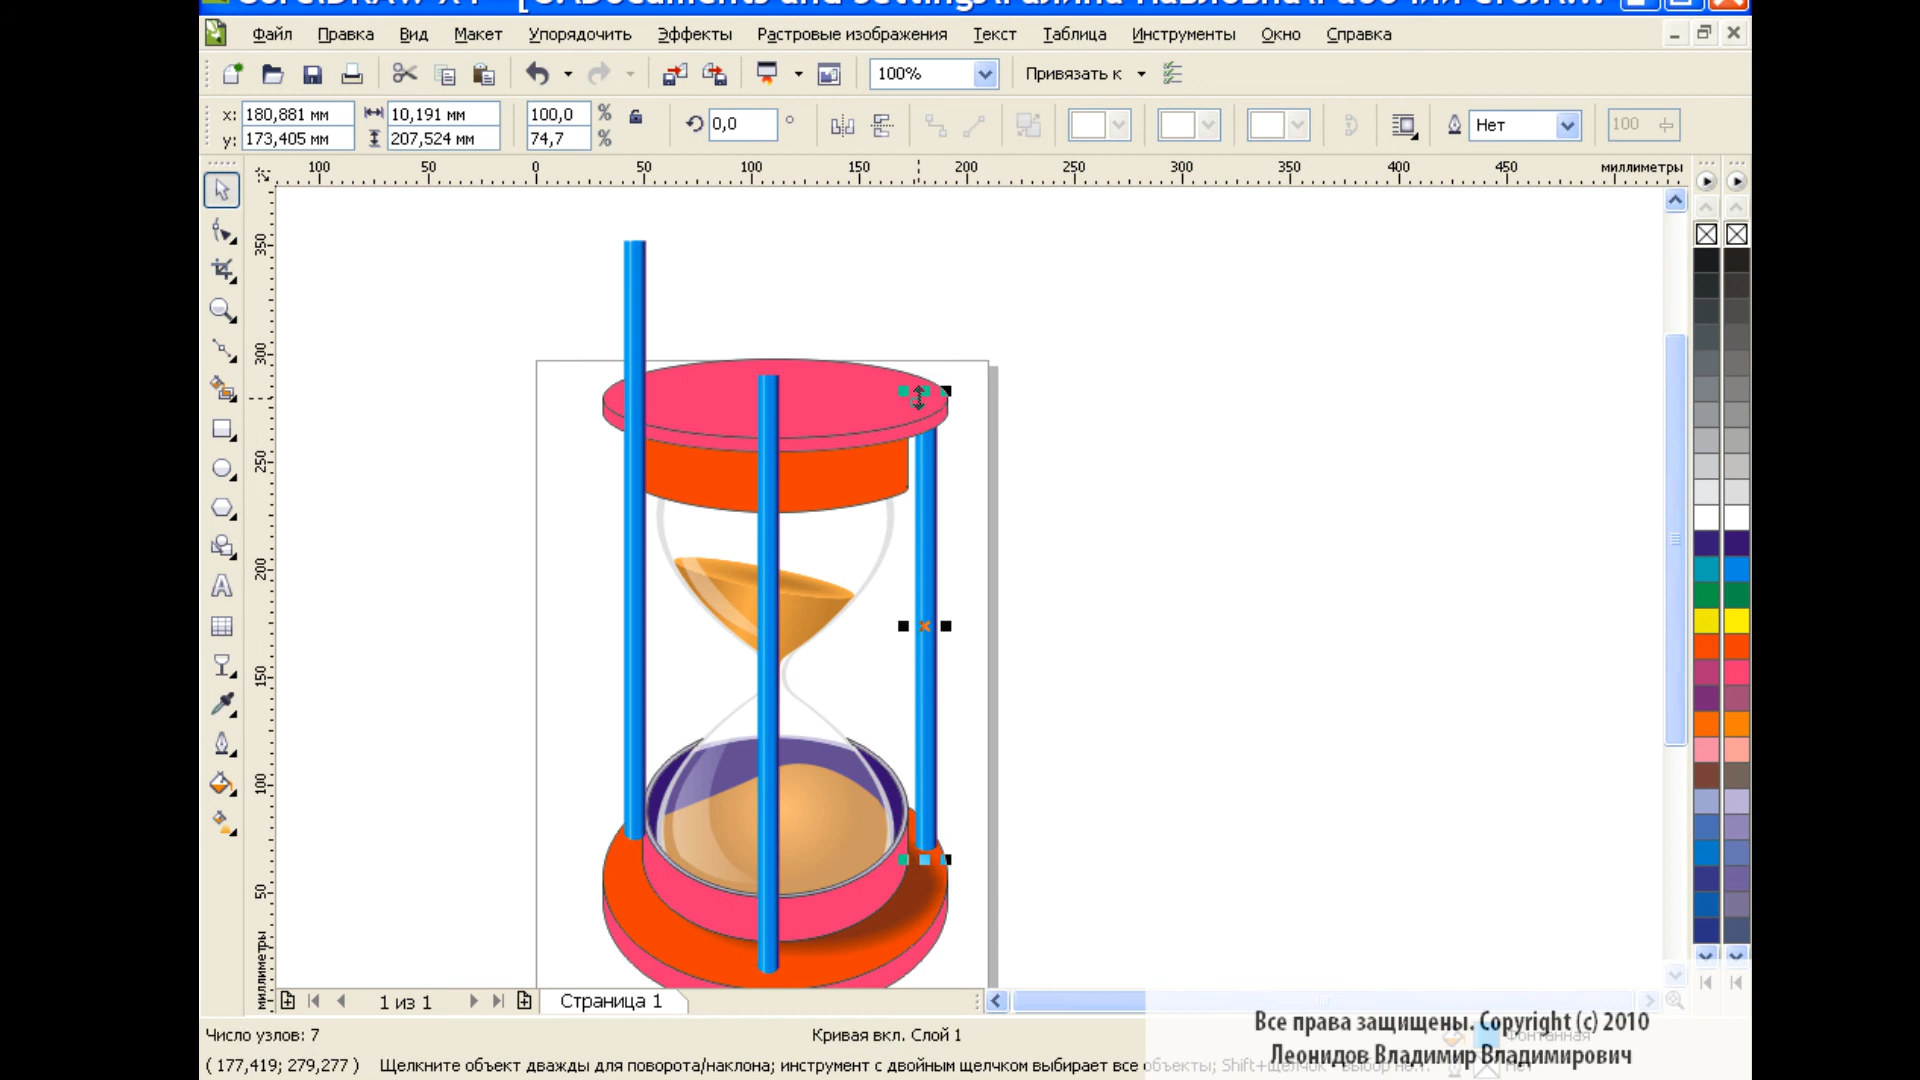 Файл Правка Вид Макет Упорядочить Эффекты Растровые изображения Текст Таблица Инструменты Окно Справка
100% Привязать к
x: 180,881 мм 10,191 мм 100,0 % 0,0 ° Нет 100
y: 173,405 мм 207,524 мм 74,7 %
100 50 0 50 100 150 200 250 300 350 400 450 миллиметры
350
300
250
200
150
100
50
миллиметры
1 из 1 Страница 1
Число узлов: 7 Кривая вкл. Слой 1
( 177,419; 279,277 ) Щелкните объект дважды для поворота/наклона; инструмент с двойным щелчком выбирает все объекты;
Все права защищены. Copyright (c) 2010
Леонидов Владимир Владимирович